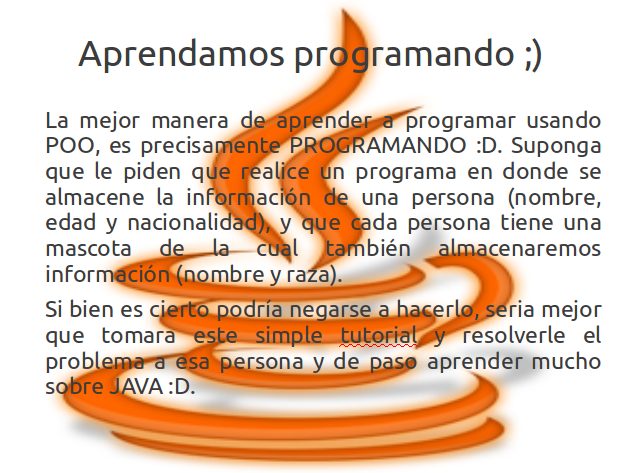 Aprendamos programando ;)
La mejor manera de aprender a programar usando
POO, es precisamente PROGRAMANDO :D. Suponga
que le piden que realice un programa en donde se
almacene la información de una persona (nombre,
edad y nacionalidad), y que cada persona tiene una
mascota de la cual también almacenaremos
información (nombre y raza).
Si bien es cierto podría negarse a hacerlo, seria mejor
que tomara este simple tutorial y resolverle el
problema a esa persona y de paso aprender mucho
sobre JAVA :D.